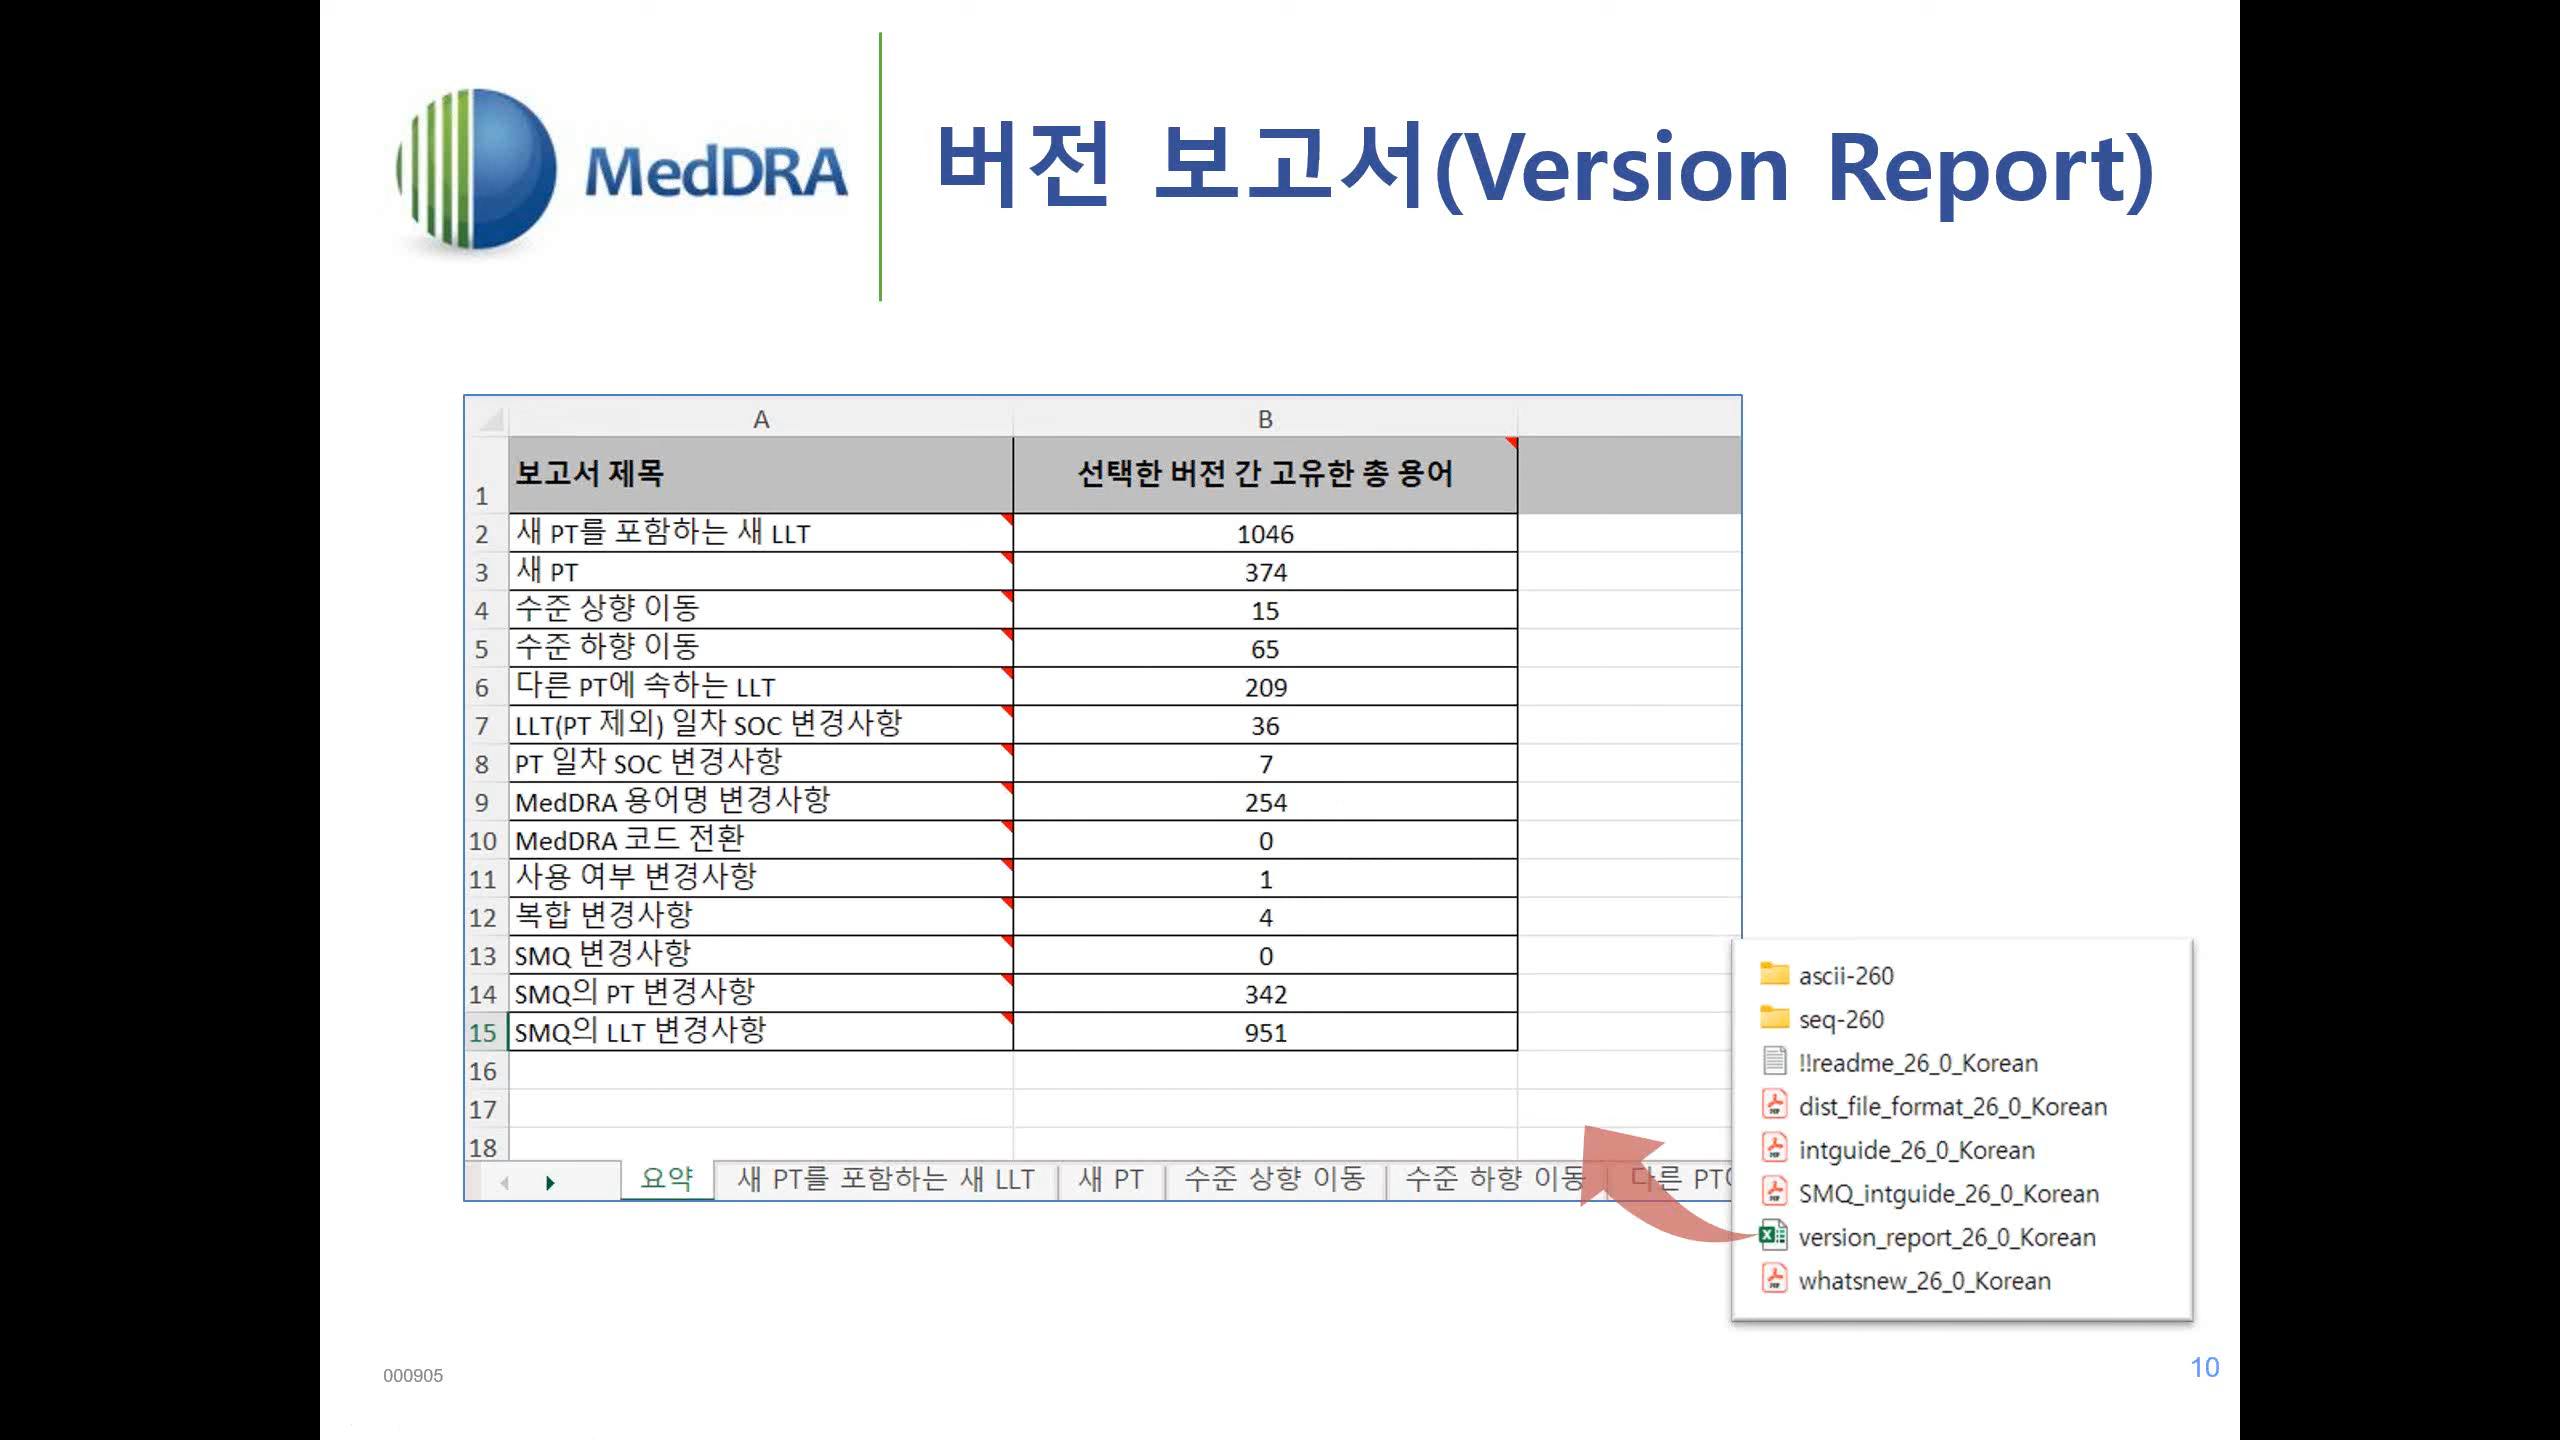 MedDRA
버전 보고서(Version Report)
A B
1 보고서 제목 선택한 버전 간 고유한 총 용어
2 새 PT를 포함하는 새 LLT 1046
3 새 PT 374
4 수준 상향 이동 15
5 수준 하향 이동 65
6 다른 PT에 속하는 LLT 209
7 LLT(PT 제외) 일차 SOC 변경사항 36
8 PT 일차 SOC 변경사항 7
9 MedDRA 용어명 변경사항 254
10 MedDRA 코드 전환 0
11 사용 여부 변경사항 1
12 복합 변경사항 4
13 SMQ 변경사항 0
14 SMQ의 PT 변경사항 342
15 SMQ의 LLT 변경사항 951
16
17
18
요약 새 PT를 포함하는 새 LLT 새 PT 수준 상향 이동 수준 하향 이동 다른 PT에
ascii-260
seq-260
!!readme_26_0_Korean
dist_file_format_26_0_Korean
intguide_26_0_Korean
SMQ_intguide_26_0_Korean
version_report_26_0_Korean
whatsnew_26_0_Korean
000905
10